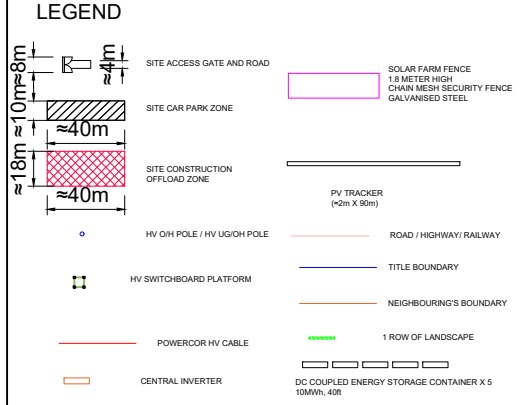 LEGEND
≈8m
≈4m
SITE ACCESS GATE AND ROAD
≈10m
SITE CAR PARK ZONE
≈40m
≈18m
SITE CONSTRUCTION
OFFLOAD ZONE
≈40m
HV O/H POLE / HV UG/OH POLE
HV SWITCHBOARD PLATFORM
POWERCOR HV CABLE
CENTRAL INVERTER
SOLAR FARM FENCE
1.8 METER HIGH
CHAIN MESH SECURITY FENCE
GALVANISED STEEL
PV TRACKER
(≈2m X 90m)
ROAD / HIGHWAY/ RAILWAY
TITLE BOUNDARY
NEIGHBOURING'S BOUNDARY
1 ROW OF LANDSCAPE
DC COUPLED ENERGY STORAGE CONTAINER X 5
10MWh, 40ft